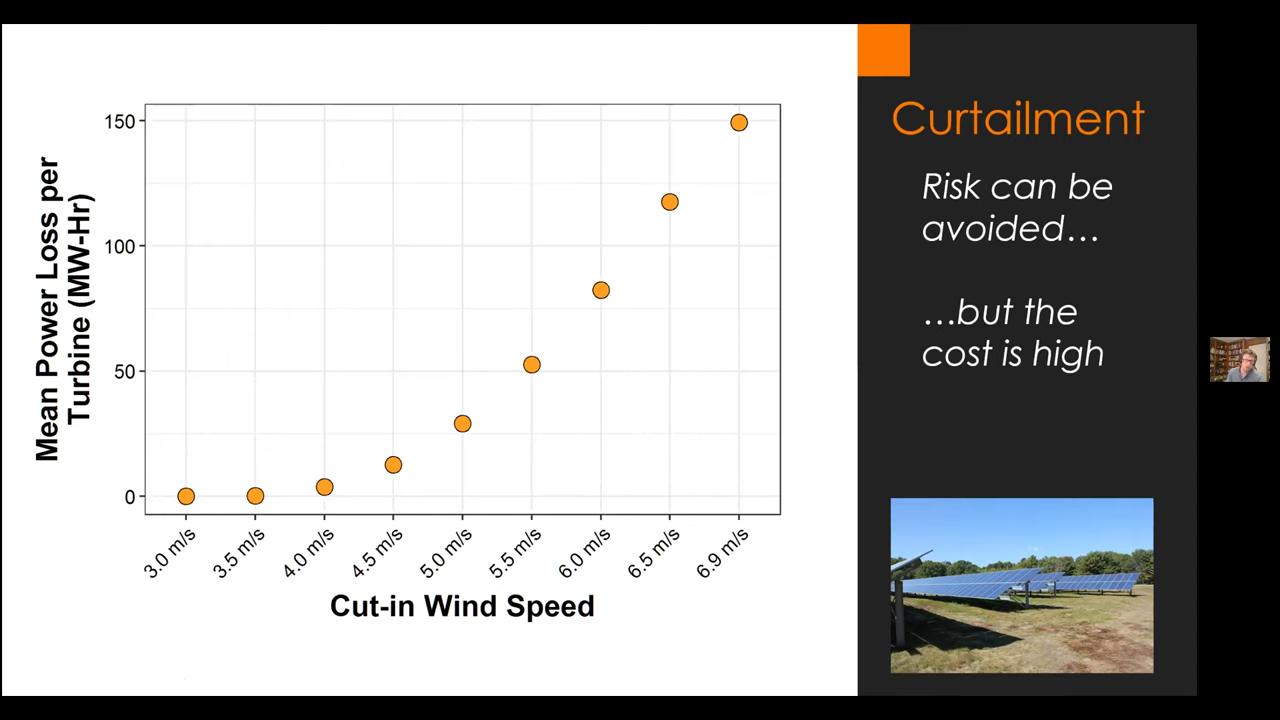 Mean Power Loss per
Turbine (MW-Hr)
150
100
50
0
3.0 m/s
3.5 m/s
4.0 m/s
4.5 m/s
5.0 m/s
5.5 m/s
6.0 m/s
6.5 m/s
6.9 m/s
Cut-in Wind Speed
Curtailment
Risk can be
avoided…
…but the
cost is high